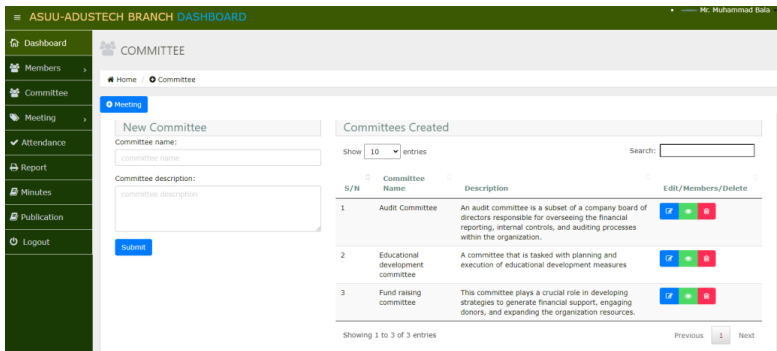 ≡ ASUU-ADUSTECH BRANCH DASHBOARD
Mr. Muhammad Bala
Dashboard
Members
Committee
Meeting
Attendance
Report
Minutes
Publication
Logout
COMMITTEE
Home / Committee
Meeting
New Committee
Committee name:
committee name
Committee description:
committee description
Submit
Committees Created
Show 10 entries
Search:
S/N Committee Name Description Edit/Members/Delete
1 Audit Committee An audit committee is a subset of a company board of
directors responsible for overseeing the financial
reporting, internal controls, and auditing processes
within the organization.
2 Educational development committee A committee that is tasked with planning and
execution of educational development measures
3 Fund raising committee This committee plays a crucial role in developing
strategies to generate financial support, engaging
donors, and expanding the organization resources.
Showing 1 to 3 of 3 entries
Previous 1 Next